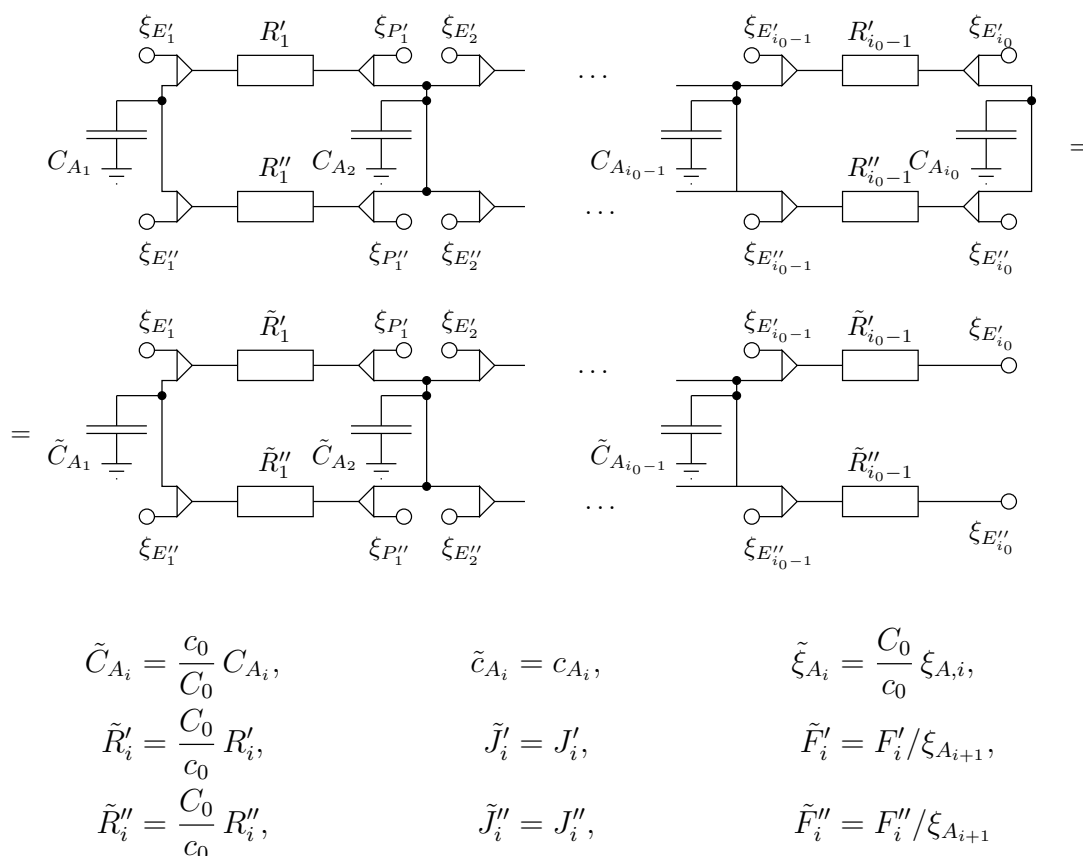 ξ_{E'_1} R'_1 ξ_{P'_1} ξ_{E'_2} ... ξ_{E'_{i_0-1}} R'_{i_0-1} ξ_{E'_{i_0}}
C_{A_1} C_{A_2} C_{A_{i_0-1}} C_{A_{i_0}} =
R''_1 ... R''_{i_0-1}
ξ_{E''_1} ξ_{P''_1} ξ_{E''_2} ξ_{E''_{i_0-1}} ξ_{E''_{i_0}}
ξ_{E'_1} R̃'_1 ξ_{P'_1} ξ_{E'_2} ... ξ_{E'_{i_0-1}} R̃'_{i_0-1} ξ_{E'_{i_0}}
= C̃_{A_1} C̃_{A_2} C̃_{A_{i_0-1}}
R̃''_1 ... R̃''_{i_0-1}
ξ_{E''_1} ξ_{P''_1} ξ_{E''_2} ξ_{E''_{i_0-1}} ξ_{E''_{i_0}}
C̃_{A_i} = \frac{c_0}{C_0} C_{A_i}, c̃_{A_i} = c_{A_i}, ξ̃_{A_i} = \frac{C_0}{c_0} ξ_{A,i},
R̃'_i = \frac{C_0}{c_0} R'_i, J̃'_i = J'_i, F̃'_i = F'_i/ξ_{A_{i+1}},
R̃''_i = \frac{C_0}{c_0} R''_i, J̃''_i = J''_i, F̃''_i = F''_i/ξ_{A_{i+1}}